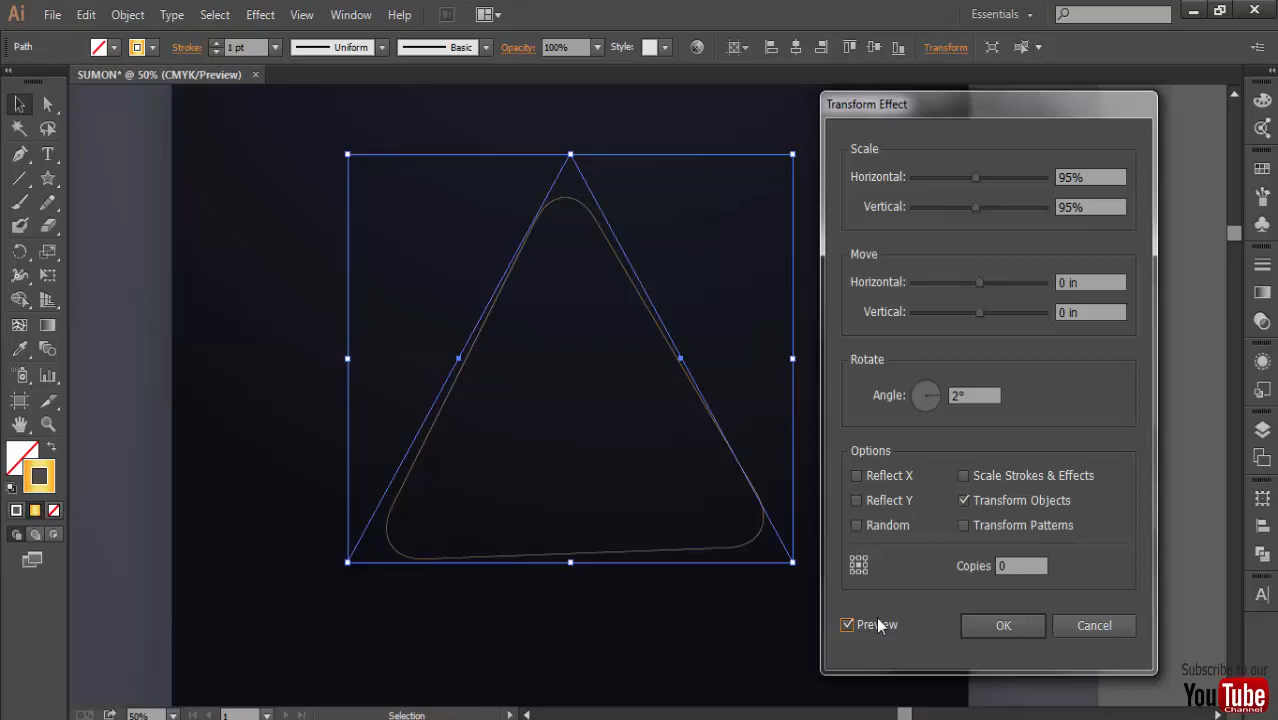 Ai File Edit Object Type Select Effect View Window Help Br Essentials
Path Stroke: 1 pt Uniform Basic Opacity: 100% Style: Transform
SUMON* @ 50% (CMYK/Preview) ×
Transform Effect
Scale
Horizontal: 95%
Vertical: 95%
Move
Horizontal: 0 in
Vertical: 0 in
Rotate
Angle: 2°
Options
Reflect X Scale Strokes & Effects
Reflect Y Transform Objects
Random Transform Patterns
Copies 0
Preview OK Cancel
Subscribe to our
YouTube
Channel
50% 1 Selection